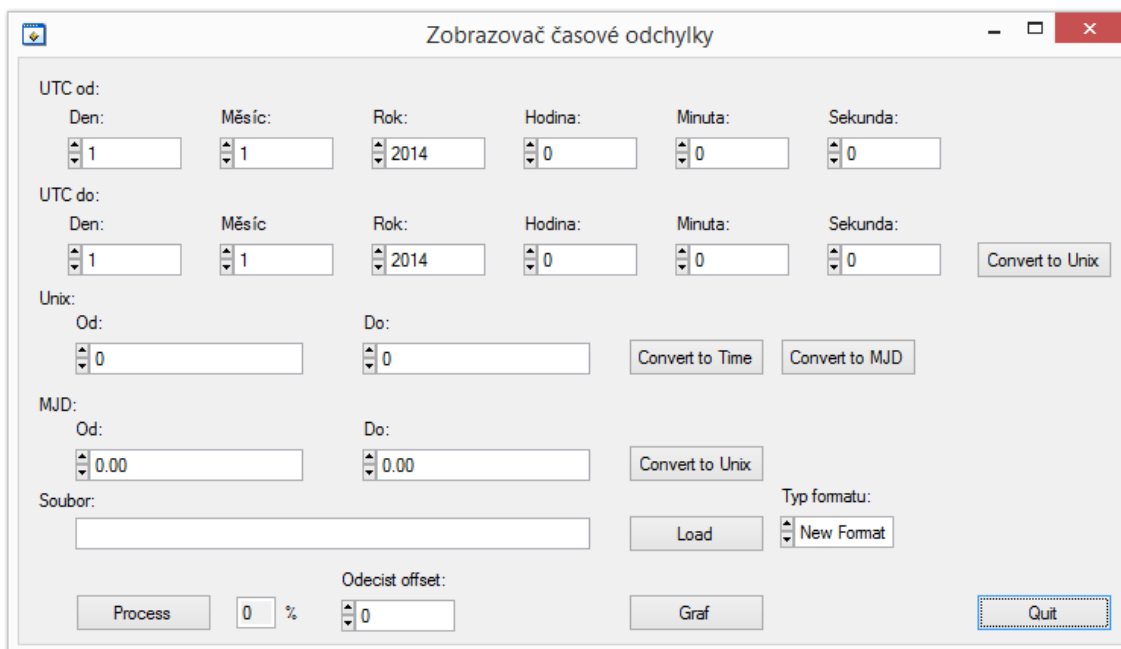 Zobrazovač časové odchylky
UTC od:
Den: Měsíc: Rok: Hodina: Minuta: Sekunda:
1 1 2014 0 0 0
UTC do:
Den: Měsíc Rok: Hodina: Minuta: Sekunda:
1 1 2014 0 0 0 Convert to Unix
Unix:
Od: Do:
0 0 Convert to Time Convert to MJD
MJD:
Od: Do:
0.00 0.00 Convert to Unix
Soubor: Typ formatu:
Load New Format
Odecist offset:
Process 0 % 0 Graf Quit